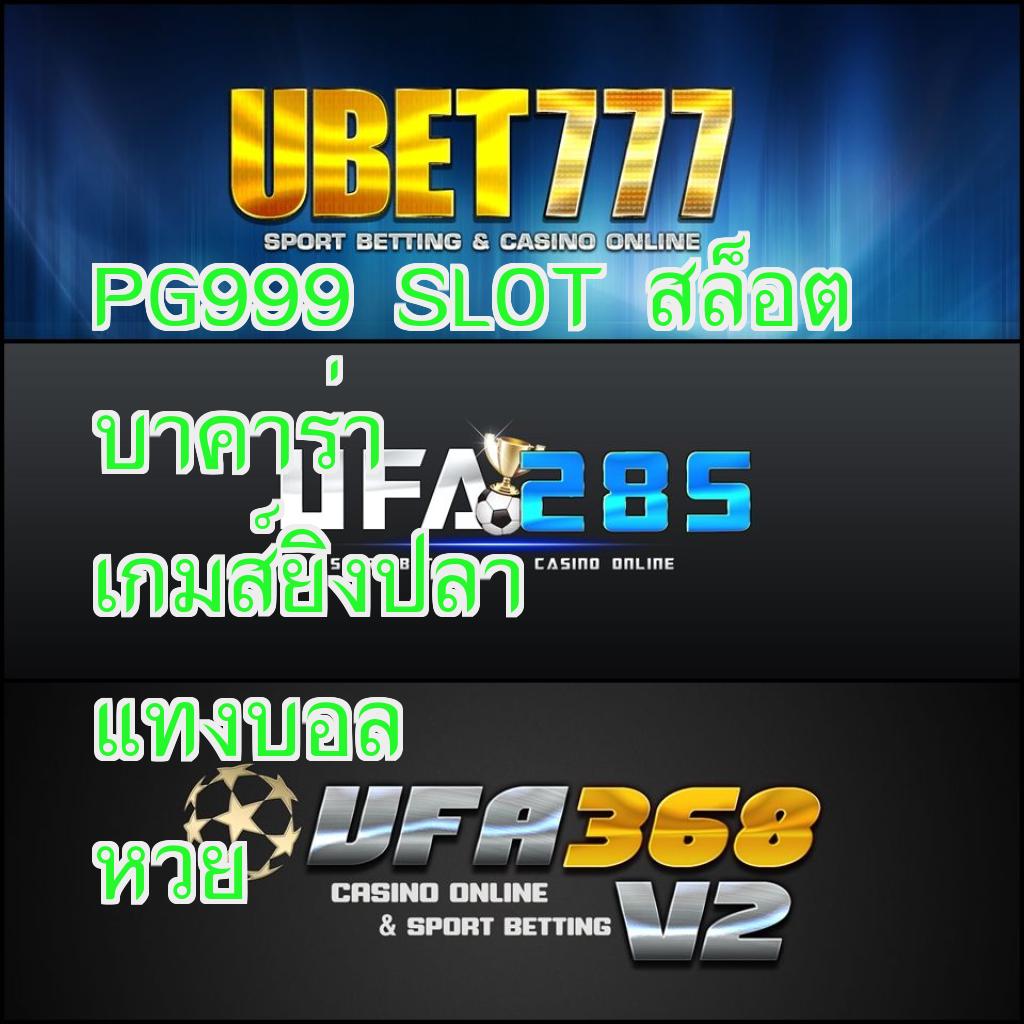 UBET777
SPORT BETTING & CASINO ONLINE
PG999 SLOT สล็อต
บาคาร่า
UFA285
CASINO ONLINE
เกมส์ยิงปลา
แทงบอล
UFA368
หวย
CASINO ONLINE
& SPORT BETTING
V2